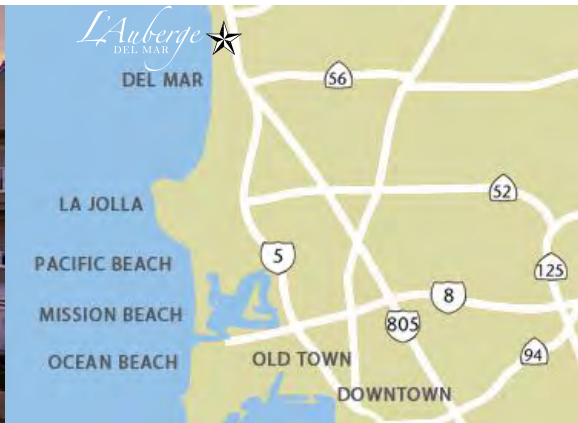 L'Auberge
DEL MAR
DEL MAR
56
LA JOLLA
52
PACIFIC BEACH
5
125
MISSION BEACH
8
805
OCEAN BEACH
OLD TOWN
94
DOWNTOWN